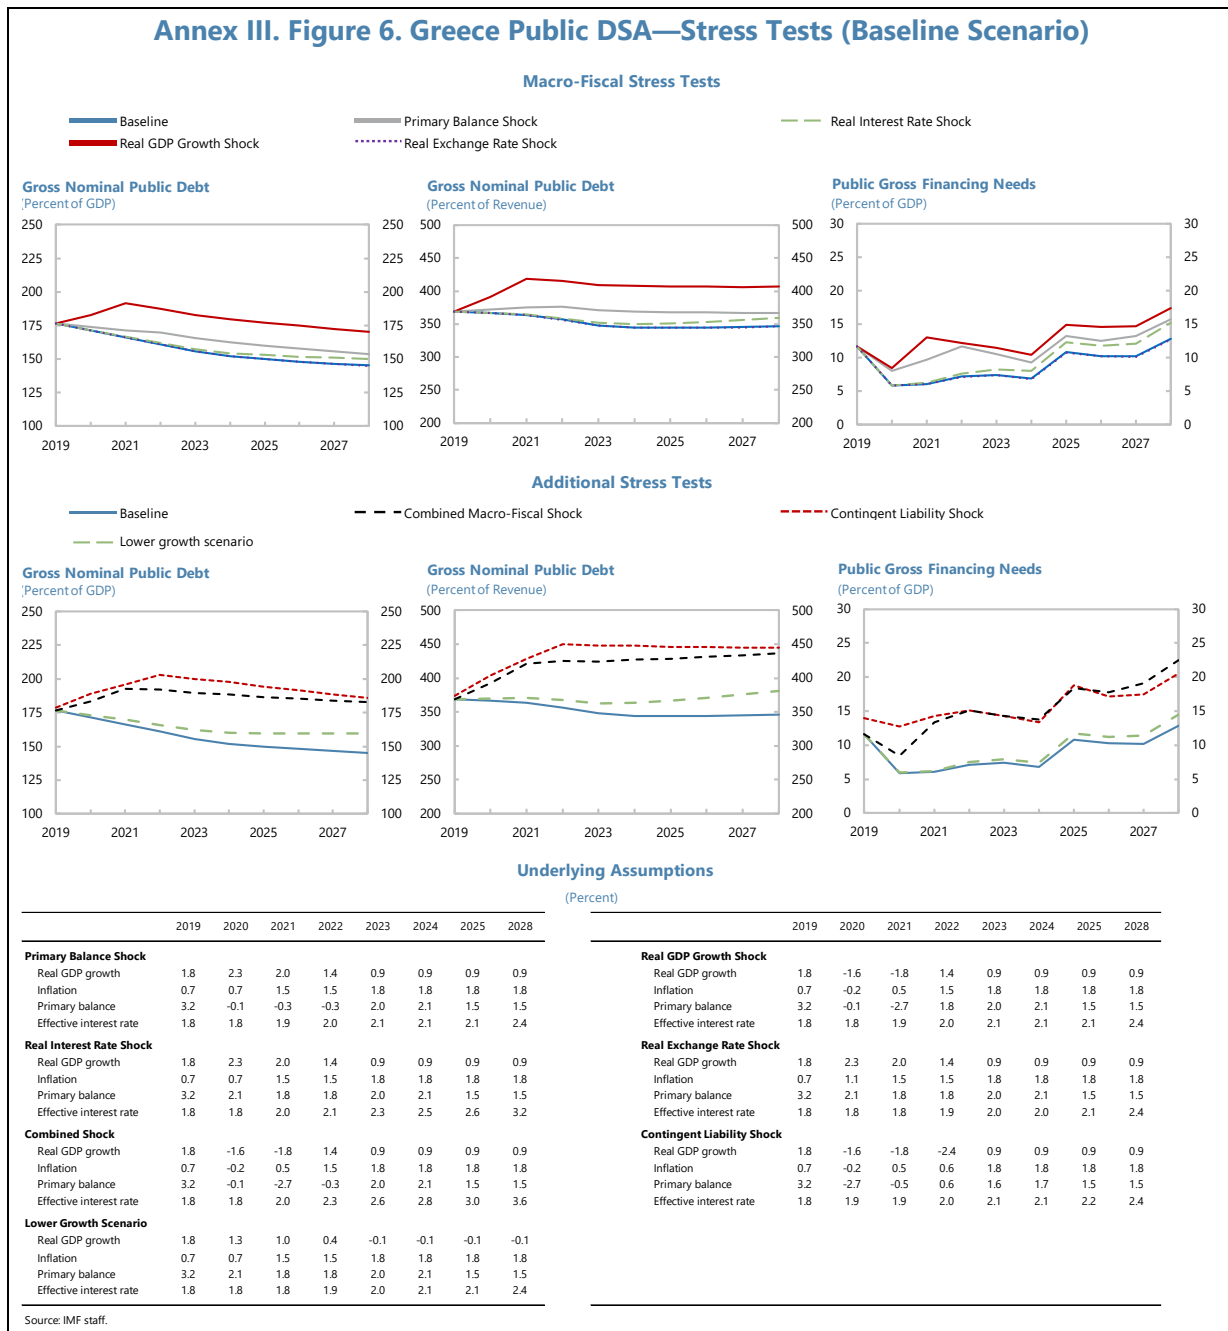 Annex III. Figure 6. Greece Public DSA—Stress Tests (Baseline Scenario)
Macro-Fiscal Stress Tests
Baseline
Primary Balance Shock
Real Interest Rate Shock
Real GDP Growth Shock
Real Exchange Rate Shock
Gross Nominal Public Debt
(Percent of GDP)
250 225 200 175 150 125 100
250 225 200 175 150 125 100
2019 2021 2023 2025 2027
Gross Nominal Public Debt
(Percent of Revenue)
500 450 400 350 300 250 200
500 450 400 350 300 250 200
2019 2021 2023 2025 2027
Public Gross Financing Needs
(Percent of GDP)
30 25 20 15 10 5 0
30 25 20 15 10 5 0
2019 2021 2023 2025 2027
Additional Stress Tests
Baseline
Combined Macro-Fiscal Shock
Contingent Liability Shock
Lower growth scenario
Gross Nominal Public Debt
(Percent of GDP)
250 225 200 175 150 125 100
250 225 200 175 150 125 100
2019 2021 2023 2025 2027
Gross Nominal Public Debt
(Percent of Revenue)
500 450 400 350 300 250 200
500 450 400 350 300 250 200
2019 2021 2023 2025 2027
Public Gross Financing Needs
(Percent of GDP)
30 25 20 15 10 5 0
30 25 20 15 10 5 0
2019 2021 2023 2025 2027
Underlying Assumptions
(Percent)
2019 2020 2021 2022 2023 2024 2025 2028
Primary Balance Shock
Real GDP growth 1.8 2.3 2.0 1.4 0.9 0.9 0.9 0.9
Inflation 0.7 0.7 1.5 1.5 1.8 1.8 1.8 1.8
Primary balance 3.2 -0.1 -0.3 -0.3 2.0 2.1 1.5 1.5
Effective interest rate 1.8 1.8 1.9 2.0 2.1 2.1 2.1 2.4
Real Interest Rate Shock
Real GDP growth 1.8 2.3 2.0 1.4 0.9 0.9 0.9 0.9
Inflation 0.7 0.7 1.5 1.5 1.8 1.8 1.8 1.8
Primary balance 3.2 2.1 1.8 1.8 2.0 2.1 1.5 1.5
Effective interest rate 1.8 1.8 2.0 2.1 2.3 2.5 2.6 3.2
Combined Shock
Real GDP growth 1.8 -1.6 -1.8 1.4 0.9 0.9 0.9 0.9
Inflation 0.7 -0.2 0.5 1.5 1.8 1.8 1.8 1.8
Primary balance 3.2 -0.1 -2.7 -0.3 2.0 2.1 1.5 1.5
Effective interest rate 1.8 1.8 2.0 2.3 2.6 2.8 3.0 3.6
Lower Growth Scenario
Real GDP growth 1.8 1.3 1.0 0.4 -0.1 -0.1 -0.1 -0.1
Inflation 0.7 0.7 1.5 1.5 1.8 1.8 1.8 1.8
Primary balance 3.2 2.1 1.8 1.8 2.0 2.1 1.5 1.5
Effective interest rate 1.8 1.8 1.8 1.9 2.0 2.1 2.1 2.4
2019 2020 2021 2022 2023 2024 2025 2028
Real GDP Growth Shock
Real GDP growth 1.8 -1.6 -1.8 1.4 0.9 0.9 0.9 0.9
Inflation 0.7 -0.2 0.5 1.5 1.8 1.8 1.8 1.8
Primary balance 3.2 -0.1 -2.7 1.8 2.0 2.1 1.5 1.5
Effective interest rate 1.8 1.8 1.9 2.0 2.1 2.1 2.1 2.4
Real Exchange Rate Shock
Real GDP growth 1.8 2.3 2.0 1.4 0.9 0.9 0.9 0.9
Inflation 0.7 1.1 1.5 1.5 1.8 1.8 1.8 1.8
Primary balance 3.2 2.1 1.8 1.8 2.0 2.1 1.5 1.5
Effective interest rate 1.8 1.8 1.8 1.9 2.0 2.0 2.1 2.4
Contingent Liability Shock
Real GDP growth 1.8 -1.6 -1.8 -2.4 0.9 0.9 0.9 0.9
Inflation 0.7 -0.2 0.5 0.6 1.8 1.8 1.8 1.8
Primary balance 3.2 -2.7 -0.5 0.6 1.6 1.7 1.5 1.5
Effective interest rate 1.8 1.9 1.9 2.0 2.1 2.1 2.2 2.4
Source: IMF staff.